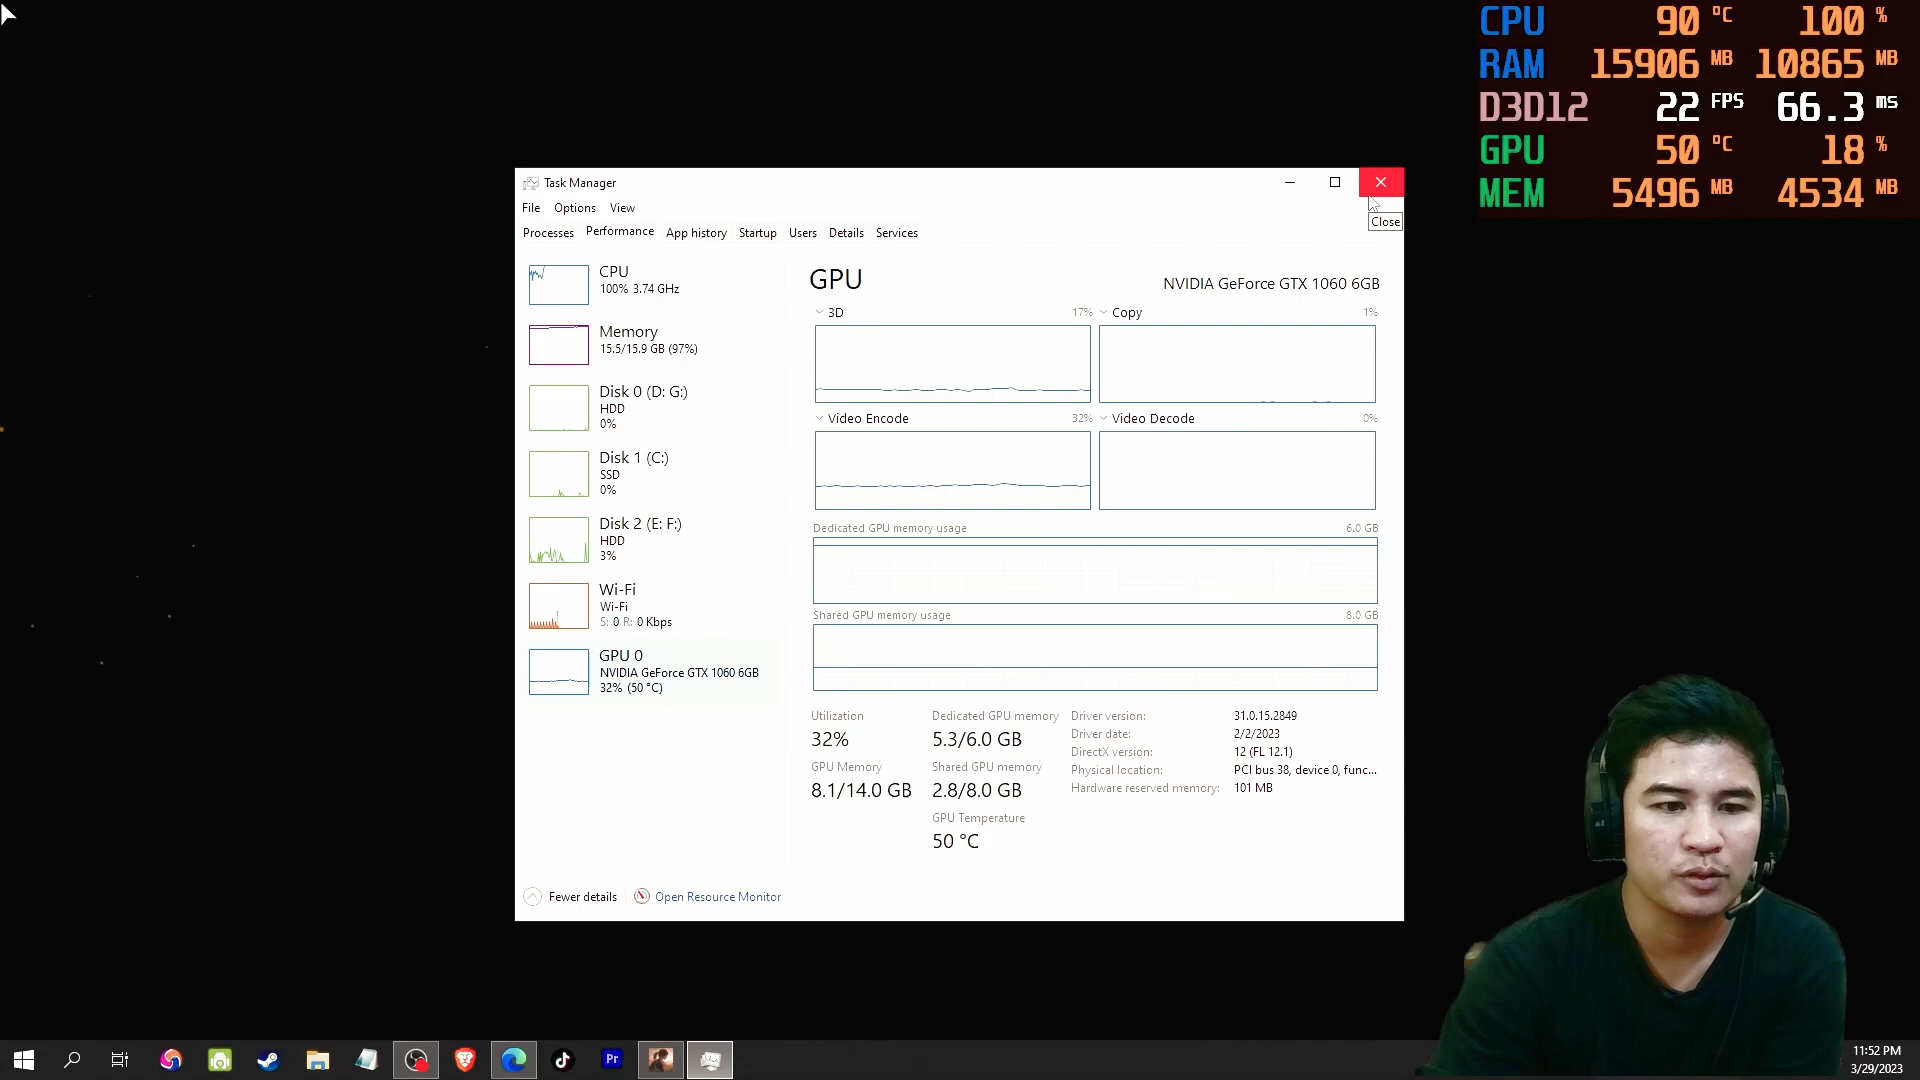 CPU 90 °C 100 %
RAM 15906 MB 10865 MB
D3D12 22 FPS 66.3 ms
GPU 50 °C 18 %
MEM 5496 MB 4534 MB
Task Manager
File Options View
Close
Processes Performance App history Startup Users Details Services
CPU
100% 3.74 GHz
Memory
15.5/15.9 GB (97%)
Disk 0 (D: G:)
HDD
0%
Disk 1 (C:)
SSD
0%
Disk 2 (E: F:)
HDD
3%
Wi-Fi
Wi-Fi
S: 0 R: 0 Kbps
GPU 0
NVIDIA GeForce GTX 1060 6GB
32% (50 °C)
GPU NVIDIA GeForce GTX 1060 6GB
3D 17% Copy 1%
Video Encode 32% Video Decode 0%
Dedicated GPU memory usage 6.0 GB
Shared GPU memory usage 8.0 GB
Utilization
32%
GPU Memory
8.1/14.0 GB
Dedicated GPU memory
5.3/6.0 GB
Shared GPU memory
2.8/8.0 GB
GPU Temperature
50 °C
Driver version: 31.0.15.2849
Driver date: 2/2/2023
DirectX version: 12 (FL 12.1)
Physical location: PCI bus 38, device 0, func...
Hardware reserved memory: 101 MB
Fewer details Open Resource Monitor
Pr
11:52 PM
3/29/2023